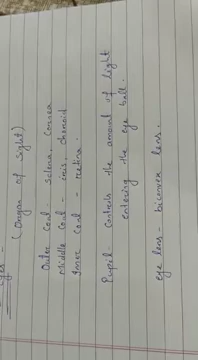 Eyes -
(Organ of Sight)
Outer Coat - sclera, Cornea
Middle Coat - iris, choroid
Inner Coat - retina.
Pupil - Controls the amount of light
entering the eye ball.
eye lens - biconvex lens.